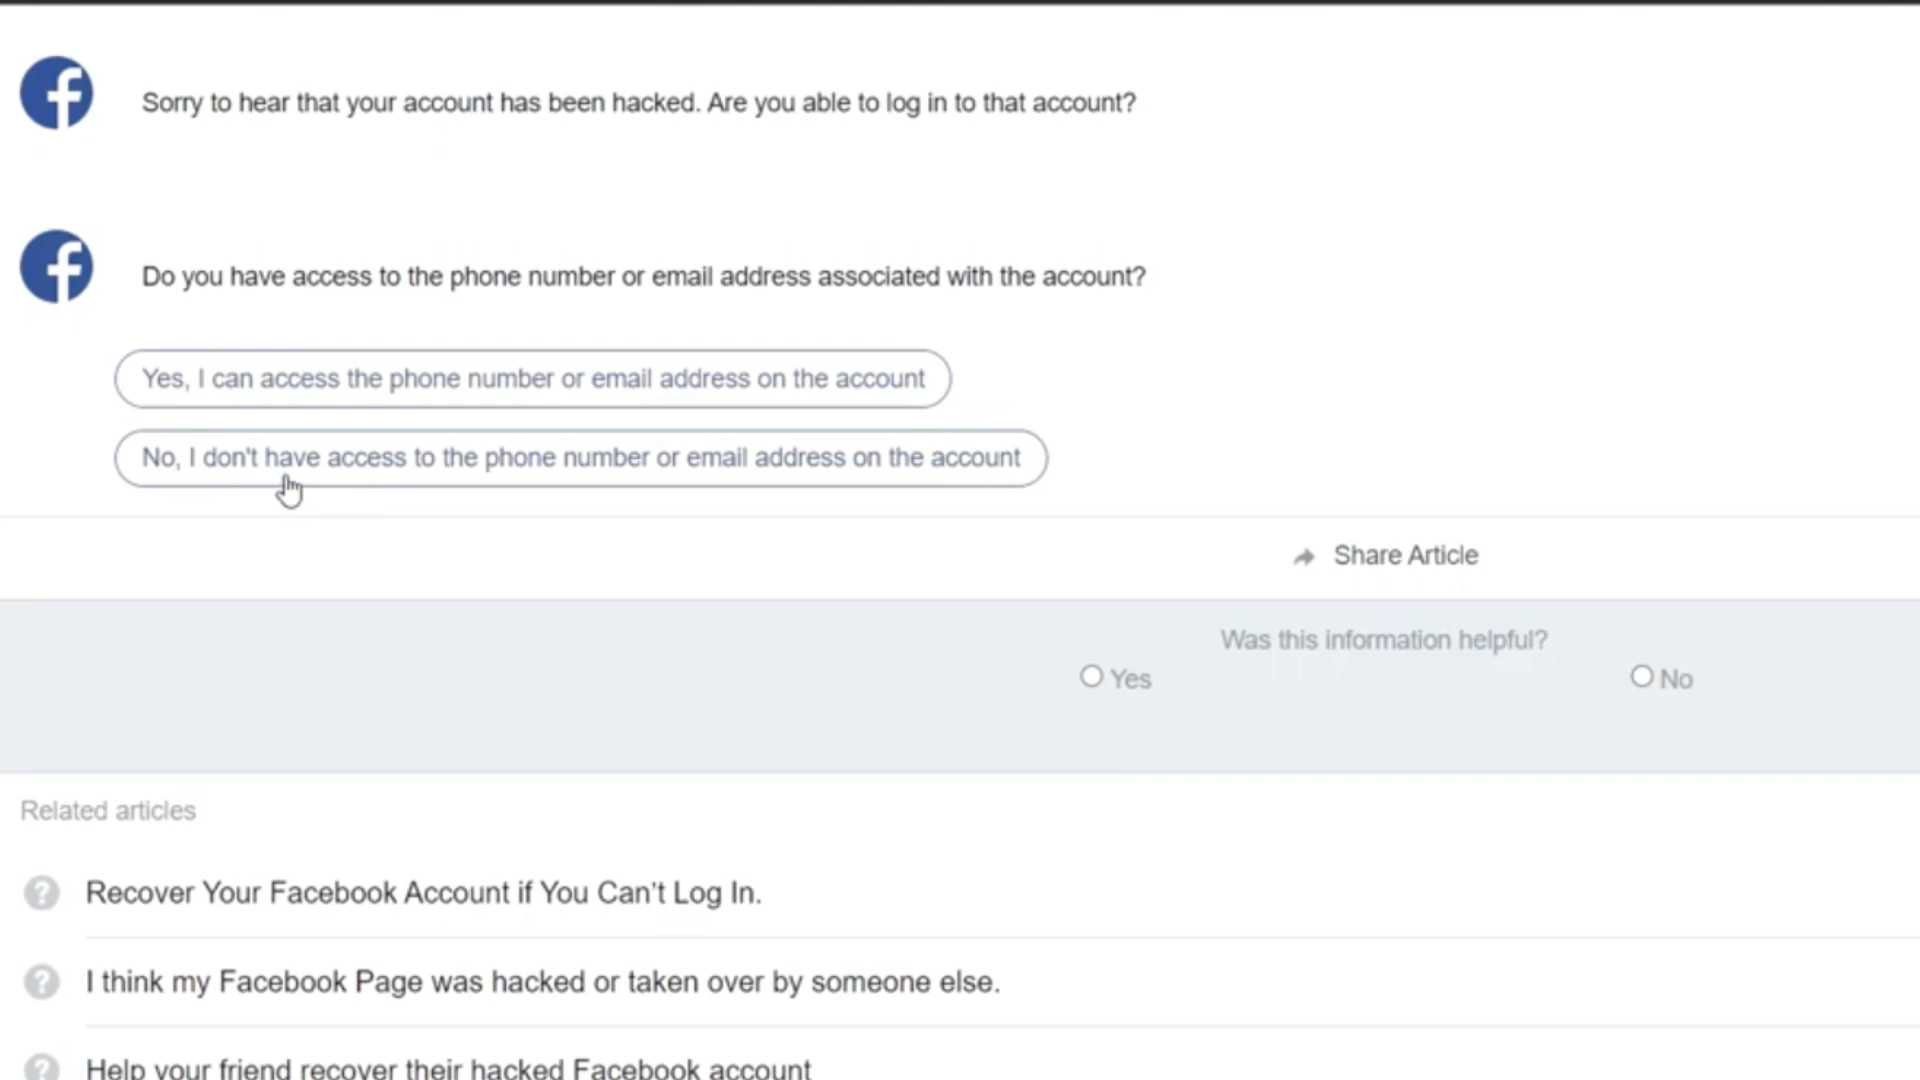 Sorry to hear that your account has been hacked. Are you able to log in to that account?
Do you have access to the phone number or email address associated with the account?
Yes, I can access the phone number or email address on the account
No, I don't have access to the phone number or email address on the account
Share Article
Was this information helpful?
Yes
No
Related articles
Recover Your Facebook Account if You Can't Log In.
I think my Facebook Page was hacked or taken over by someone else.
Help your friend recover their hacked Facebook account